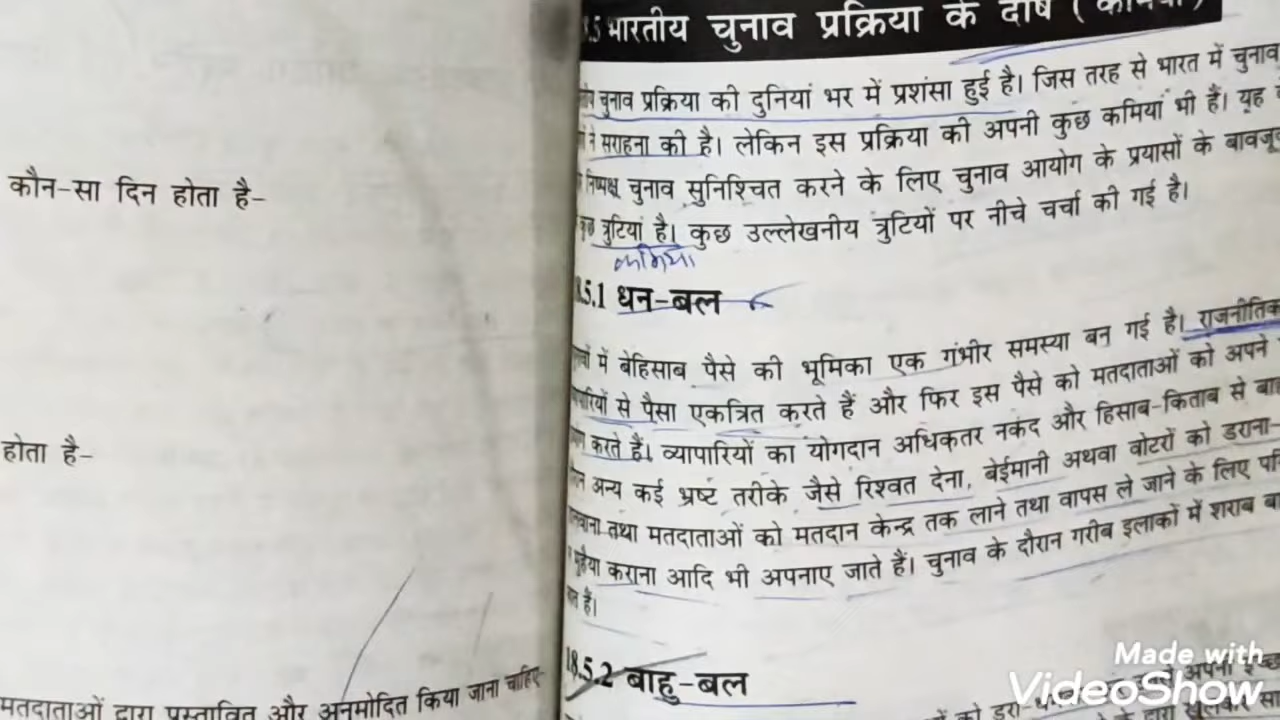 कौन-सा दिन होता है-
होता है-
मतदाताओं द्वारा प्रस्तावित और अनुमोदित किया जाना चाहिए-
भारतीय चुनाव प्रक्रिया के दोष (
चुनाव प्रक्रिया की दुनियां भर में प्रशंसा हुई है। जिस तरह से भारत में चुनाव
ने सराहना की है। लेकिन इस प्रक्रिया की अपनी कुछ कमियां भी हैं। यह
निष्पक्ष चुनाव सुनिश्चित करने के लिए चुनाव आयोग के प्रयासों के
कुछ त्रुटियां है। कुछ उल्लेखनीय त्रुटियों पर नीचे चर्चा की गई है।
कमियां
8.5.1 धन-बल
में बेहिसाब पैसे की भूमिका एक गंभीर समस्या बन गई है। राजनीतिक
से पैसा एकत्रित करते हैं और फिर इस पैसे को मतदाताओं को अपने
करते हैं। व्यापारियों का योगदान अधिकतर नकद और हिसाब-किताब से
अन्य कई भ्रष्ट तरीके जैसे रिश्वत देना, बेईमानी अथवा वोटरों को डराना-
तथा मतदाताओं को मतदान केन्द्र तक लाने तथा वापस ले जाने के लिए
मुहैया कराना आदि भी अपनाए जाते हैं। चुनाव के दौरान गरीब इलाकों में शराब
हैं।
18.5.2 बाहु-बल
अपनी
को डरा-
Made with
VideoShow